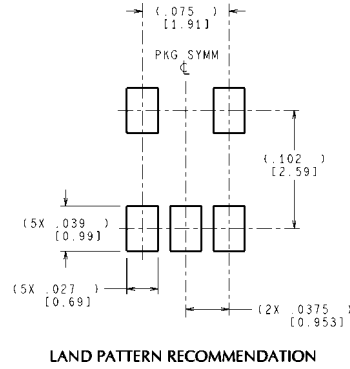 (.075 )
[1.91]
PKG SYMM
℄
(.102 )
[2.59]
(5X .039 )
[0.99]
(5X .027 )
[0.69]
(2X .0375 )
[0.953]
LAND PATTERN RECOMMENDATION